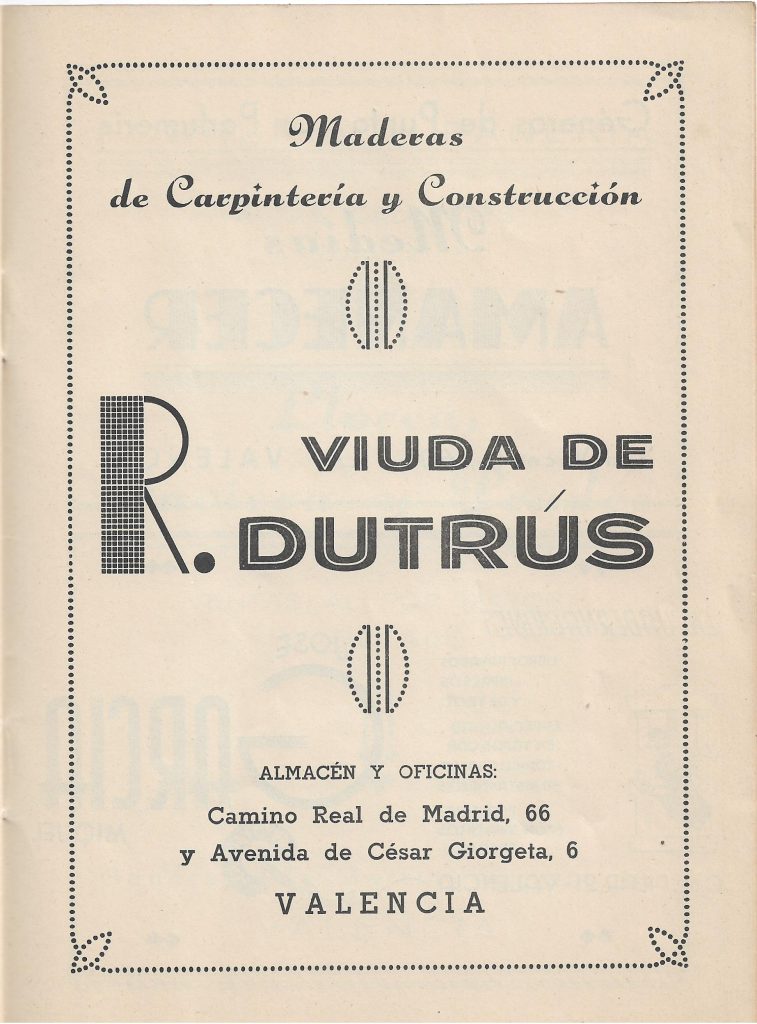 Maderas
de Carpintería y Construcción
VIUDA DE
R. DUTRÚS
ALMACÉN Y OFICINAS:
Camino Real de Madrid, 66
y Avenida de César Giorgeta, 6
VALENCIA